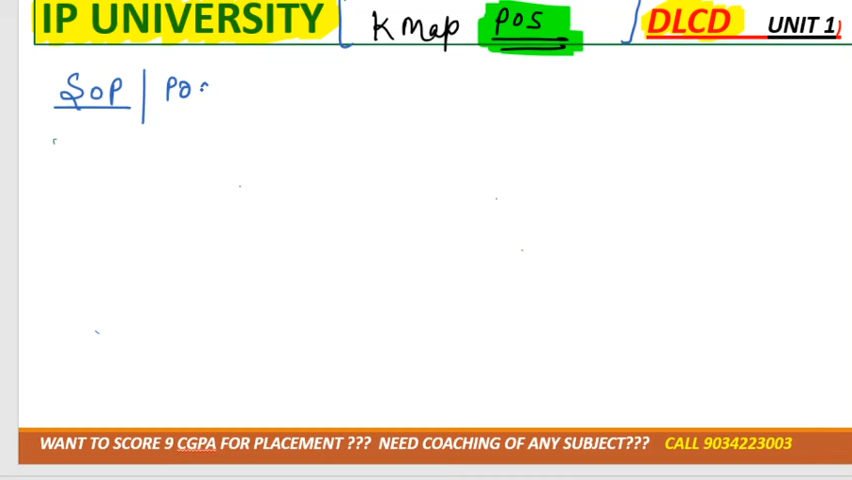 IP UNIVERSITY K map POS DLCD UNIT 1)
SOP | PO
WANT TO SCORE 9 CGPA FOR PLACEMENT ??? NEED COACHING OF ANY SUBJECT??? CALL 9034223003